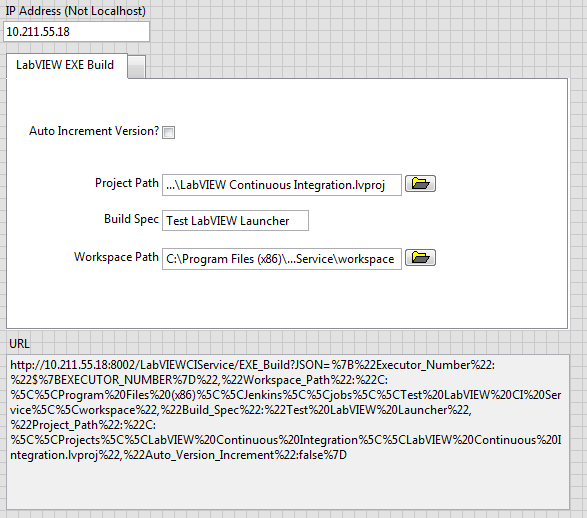 IP Address (Not Localhost)
10.211.55.18
LabVIEW EXE Build
Auto Increment Version?
Project Path ...\LabVIEW Continuous Integration.lvproj
Build Spec Test LabVIEW Launcher
Workspace Path C:\Program Files (x86)\...Service\workspace
URL
http://10.211.55.18:8002/LabVIEWCIService/EXE_Build?JSON= %7B%22Executor_Number%22:
%22$%7BEXECUTOR_NUMBER%7D%22,%22Workspace_Path%22:%22C:
%5C%5CProgram%20Files%20(x86)%5C%5CJenkins%5C%5Cjobs%5C%5CTest%20LabVIEW%20CI%20Ser
vice%5C%5Cworkspace%22,%22Build_Spec%22:%22Test%20LabVIEW%20Launcher%22,
%22Project_Path%22:%22C:
%5C%5CProjects%5C%5CLabVIEW%20Continuous%20Integration%5C%5CLabVIEW%20Continuous%20I
ntegration.lvproj%22,%22Auto_Version_Increment%22:false%7D